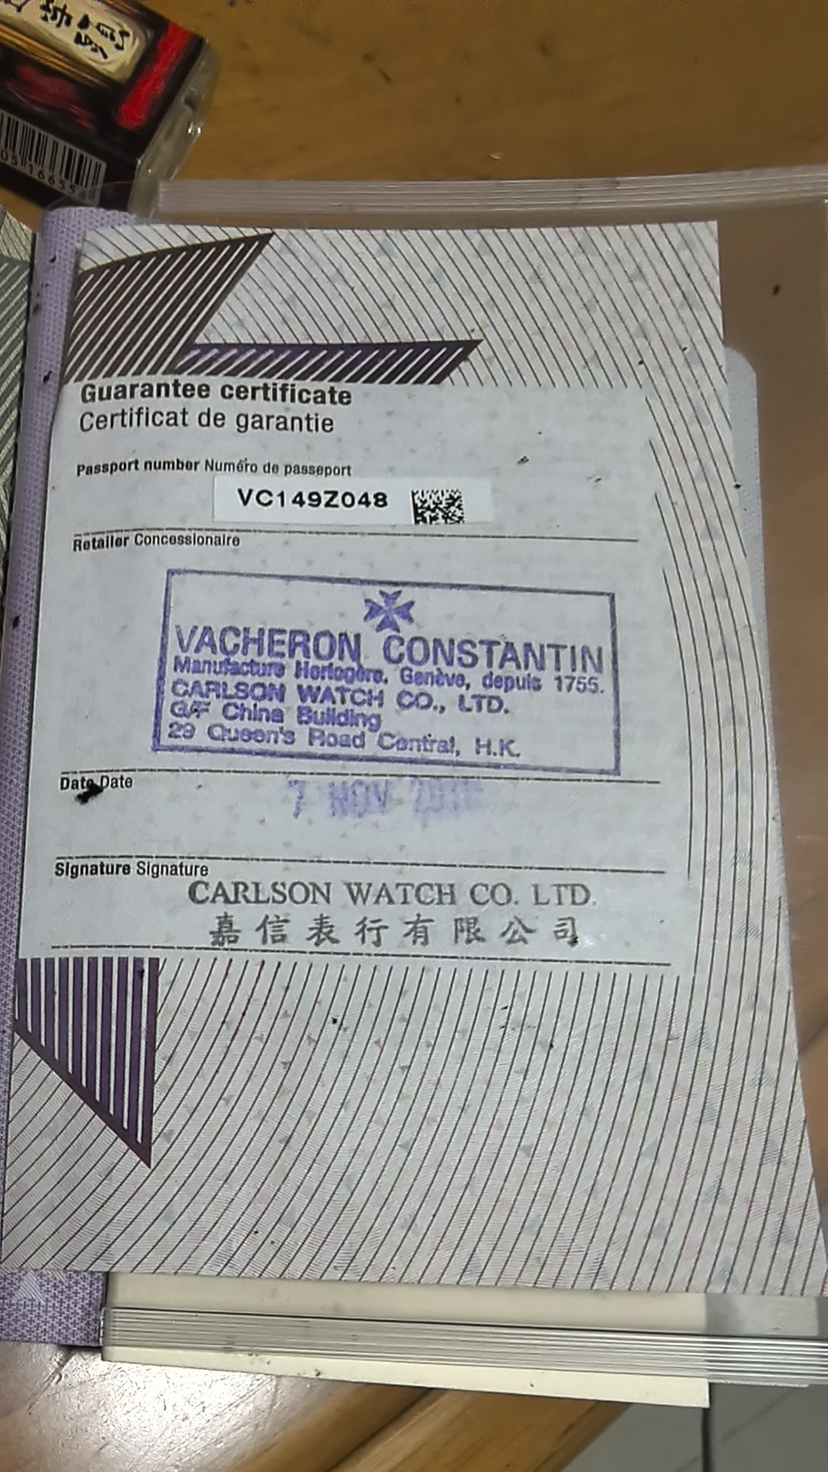 Guarantee certificate
Certificat de garantie
Passport number Numéro de passeport
VC149Z048
Retailer Concessionaire
VACHERON CONSTANTIN
Manufacture Horlogère, Genève, depuis 1755.
CARLSON WATCH CO., LTD.
G/F China Building
29 Queen's Road Central, H.K.
Date Date
7 NOV
Signature Signature
CARLSON WATCH CO. LTD.
嘉信表行有限公司